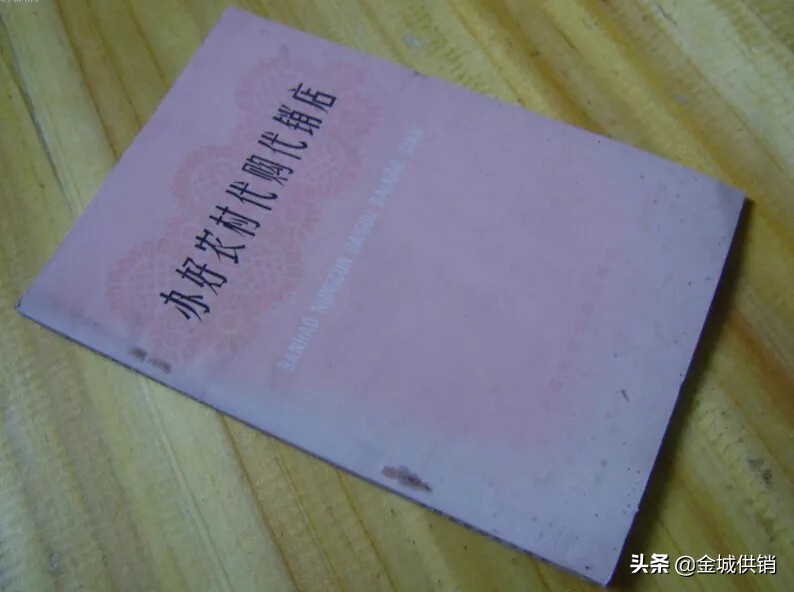 办好农村代购代销店
BANHAO NONGCUN DAIGOU DAIXIAO DIAN
头条 @金城供销